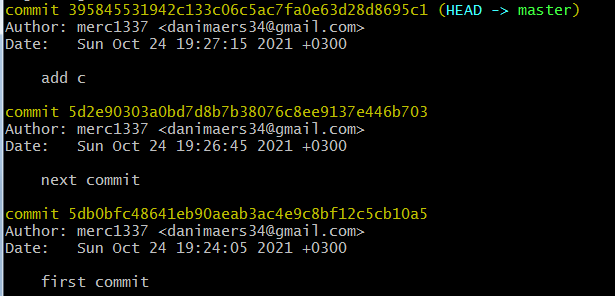 commit 395845531942c133c06c5ac7fa0e63d28d8695c1 (HEAD -> master)
Author: merc1337 <danimaers34@gmail.com>
Date:   Sun Oct 24 19:27:15 2021 +0300
    add c
commit 5d2e90303a0bd7d8b7b38076c8ee9137e446b703
Author: merc1337 <danimaers34@gmail.com>
Date:   Sun Oct 24 19:26:45 2021 +0300
    next commit
commit 5db0bfc48641eb90aeab3ac4e9c8bf12c5cb10a5
Author: merc1337 <danimaers34@gmail.com>
Date:   Sun Oct 24 19:24:05 2021 +0300
    first commit